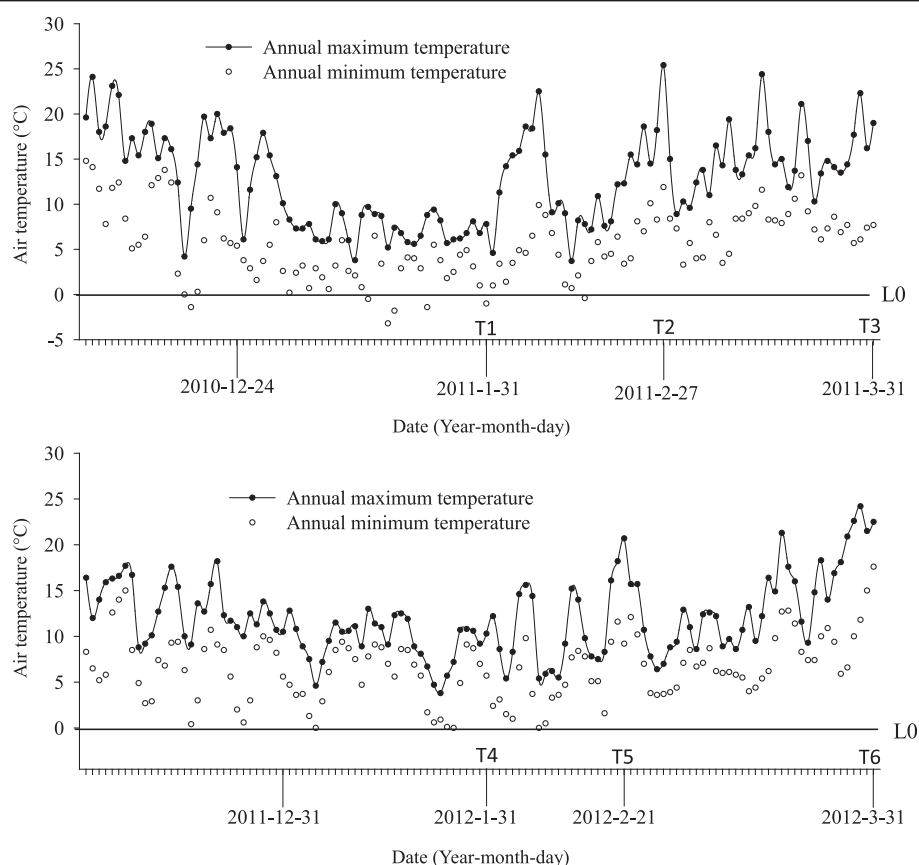 30
Annual maximum temperature
25
Annual minimum temperature
20
15
10
5
0
-5
Air temperature (°C)
L0
T1
T2
T3
2010-12-24
2011-1-31
2011-2-27
2011-3-31
Date (Year-month-day)
30
25
Annual maximum temperature
Annual minimum temperature
20
15
10
5
0
Air temperature (°C)
L0
T4
T5
T6
2011-12-31
2012-1-31
2012-2-21
2012-3-31
Date (Year-month-day)